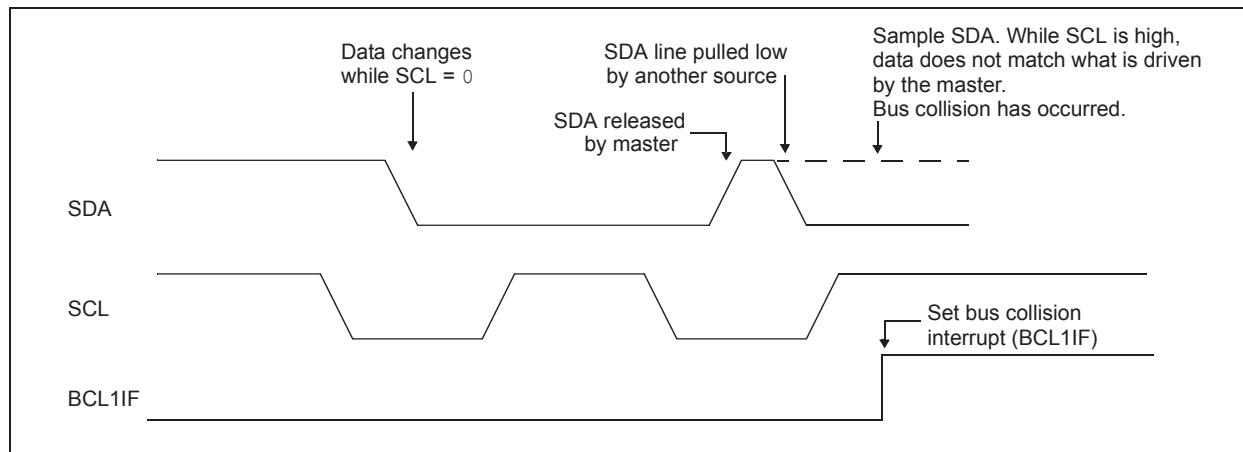 Data changes
while SCL = 0
SDA line pulled low
by another source
Sample SDA. While SCL is high,
data does not match what is driven
by the master.
Bus collision has occurred.
SDA released
by master
SDA
SCL
Set bus collision
interrupt (BCL1IF)
BCL1IF